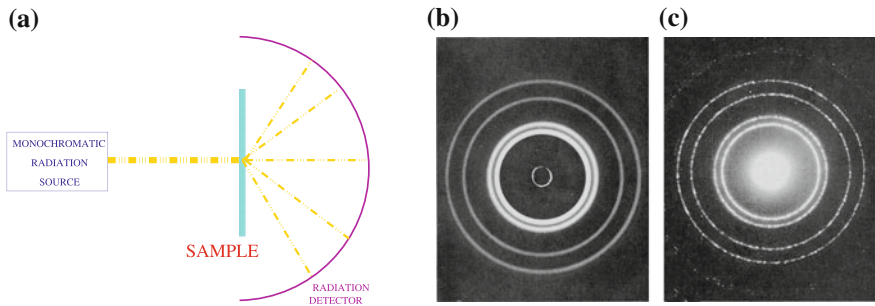 (a)
(b)
(c)
MONOCHROMATIC
RADIATION
SOURCE
SAMPLE
RADIATION
DETECTOR